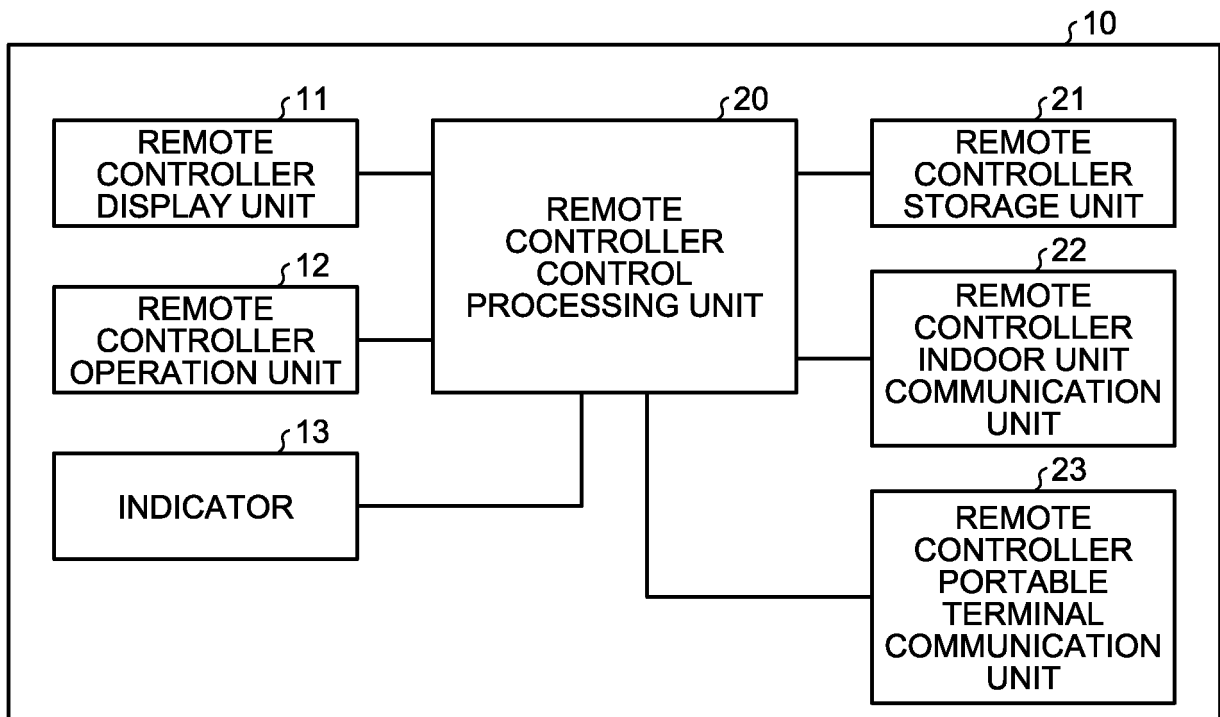 10
11
REMOTE
CONTROLLER
DISPLAY UNIT
12
REMOTE
CONTROLLER
OPERATION UNIT
13
INDICATOR
20
REMOTE
CONTROLLER
CONTROL
PROCESSING UNIT
21
REMOTE
CONTROLLER
STORAGE UNIT
22
REMOTE
CONTROLLER
INDOOR UNIT
COMMUNICATION
UNIT
23
REMOTE
CONTROLLER
PORTABLE
TERMINAL
COMMUNICATION
UNIT